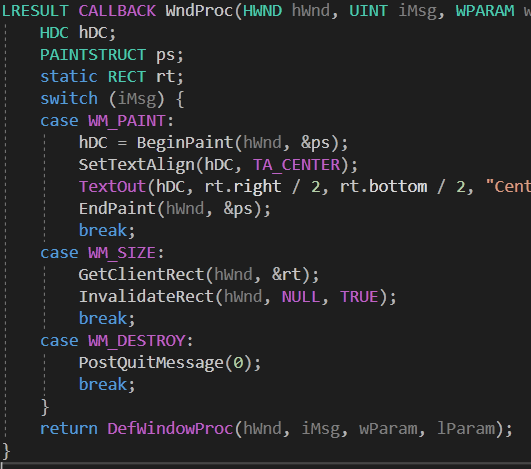 LRESULT CALLBACK WndProc(HWND hWnd, UINT iMsg, WPARAM
HDC hDC;
PAINTSTRUCT ps;
static RECT rt;
switch (iMsg) {
case WM_PAINT:
hDC = BeginPaint(hWnd, &ps);
SetTextAlign(hDC, TA_CENTER);
TextOut(hDC, rt.right / 2, rt.bottom / 2, "Cent
EndPaint(hWnd, &ps);
break;
case WM_SIZE:
GetClientRect(hWnd, &rt);
InvalidateRect(hWnd, NULL, TRUE);
break;
case WM_DESTROY:
PostQuitMessage(0);
break;
}
return DefWindowProc(hWnd, iMsg, wParam, lParam);
}